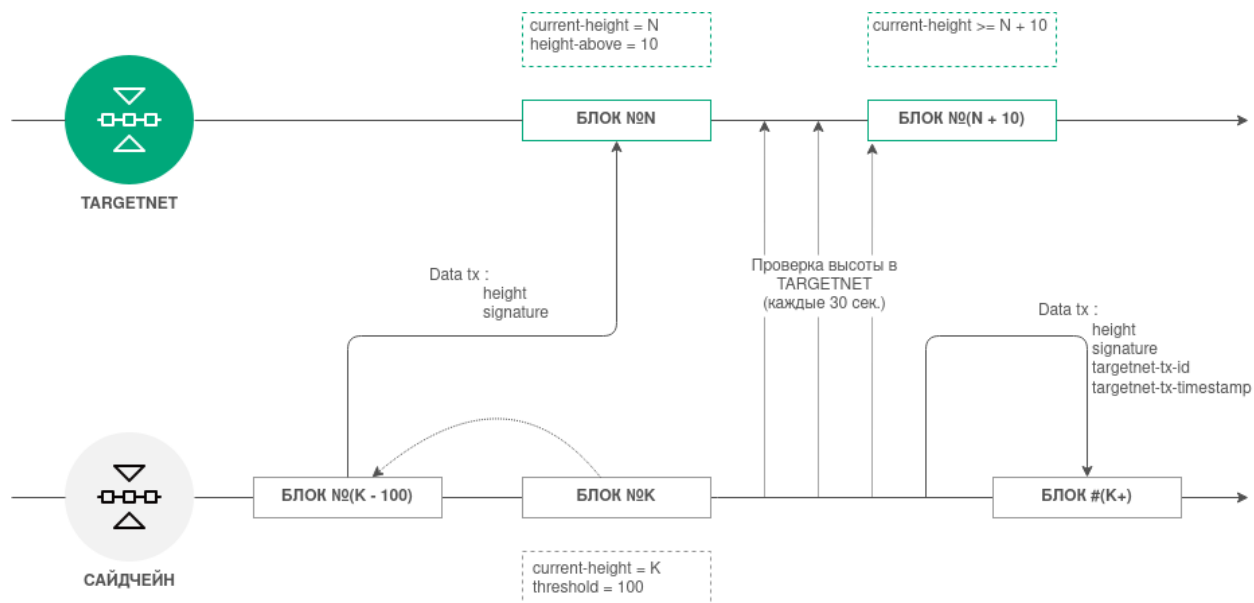 current-height = N
height-above = 10
current-height >= N + 10
БЛОК №N
БЛОК №(N + 10)
TARGETNET
Data tx :
height
signature
Проверка высоты в
TARGETNET
(каждые 30 сек.)
Data tx :
height
signature
targetnet-tx-id
targetnet-tx-timestamp
БЛОК №(K - 100)
БЛОК №K
БЛОК #(K+)
САЙДЧЕЙН
current-height = K
threshold = 100